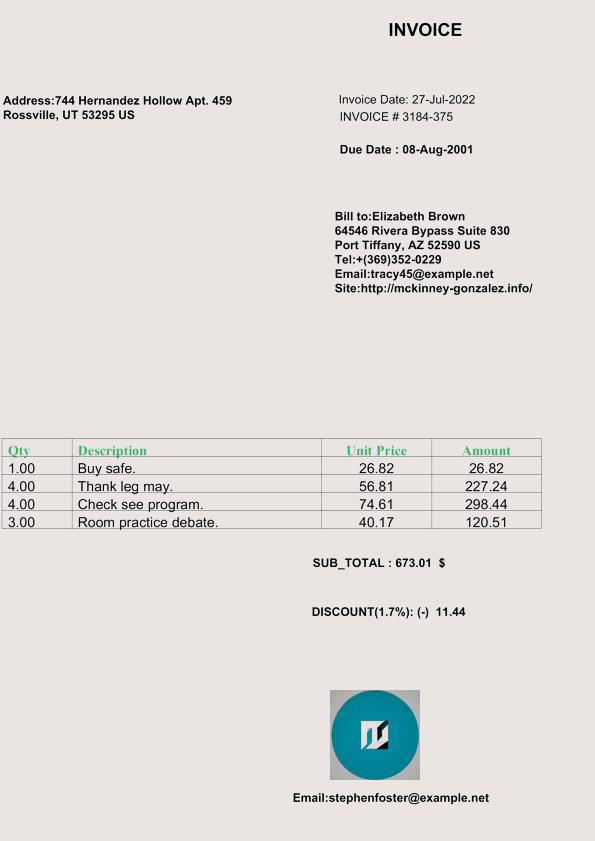 INVOICE
Address:744 Hernandez Hollow Apt. 459
Rossville, UT 53295 US
Invoice Date: 27-Jul-2022
INVOICE # 3184-375
Due Date : 08-Aug-2001
Bill to:Elizabeth Brown
64546 Rivera Bypass Suite 830
Port Tiffany, AZ 52590 US
Tel:+(369)352-0229
Email:tracy45@example.net
Site:http://mckinney-gonzalez.info/
Qty Description Unit Price Amount
1.00 Buy safe. 26.82 26.82
4.00 Thank leg may. 56.81 227.24
4.00 Check see program. 74.61 298.44
3.00 Room practice debate. 40.17 120.51
SUB_TOTAL : 673.01 $
DISCOUNT(1.7%): (-) 11.44
Email:stephenfoster@example.net